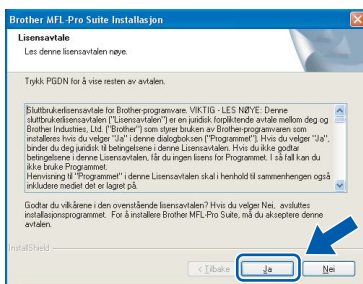 Brother MFL-Pro Suite Installasjon
Lisensavtale
Les denne lisensavtalen nøye.
Trykk PGDN for å vise resten av avtalen.
Sluttbrukerlisensavtale for Brother-programvare. VIKTIG - LES NØYE: Denne
sluttbrukerlisensavtalen ("Lisensavtalen") er en juridisk forpliktende avtale mellom deg og
Brother Industries, Ltd. ("Brother") som styrer bruken av Brother-programvaren som
installeres hvis du velger "Ja" i denne dialogboksen ("Programmet"). Hvis du velger "Ja",
binder du deg juridisk til betingelsene i denne Lisensavtalen. Hvis du ikke godtar
betingelsene i denne Lisensavtalen, får du ingen lisens for Programmet. I så fall kan du
ikke bruke Programmet.
Henvisning til "Programmet" i denne Lisensavtalen skal i henhold til sammenhengen også
inkludere mediet det er lagret på.
Godtar du vilkårene i den ovenstående lisensavtalen? Hvis du velger Nei, avsluttes
installasjonsprogrammet. For å installere Brother MFL-Pro Suite, må du akseptere denne
avtalen.
InstallShield
< Tilbake
Ja
Nei